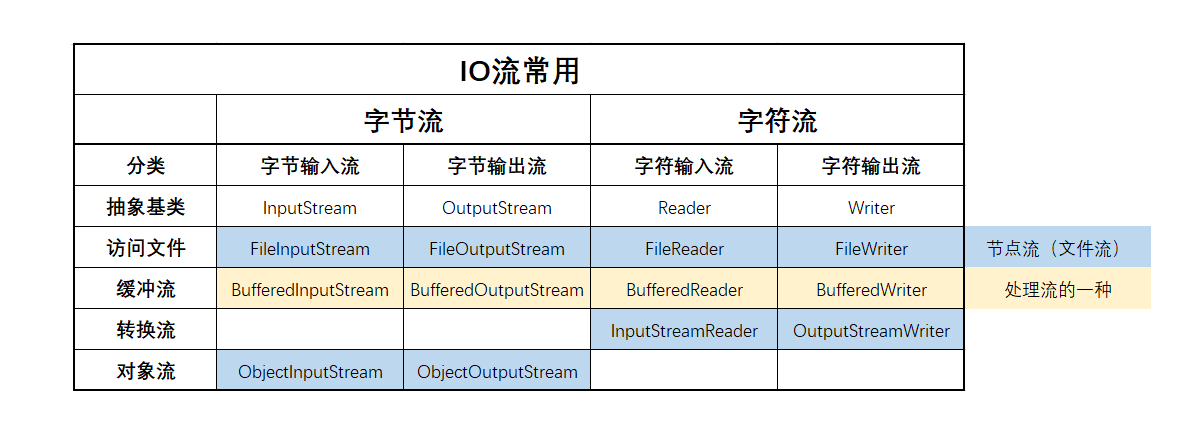 IO流常用
字节流 字符流
分类 字节输入流 字节输出流 字符输入流 字符输出流
抽象基类 InputStream OutputStream Reader Writer
访问文件 FileInputStream FileOutputStream FileReader FileWriter 节点流（文件流）
缓冲流 BufferedInputStream BufferedOutputStream BufferedReader BufferedWriter 处理流的一种
转换流 InputStreamReader OutputStreamWriter
对象流 ObjectInputStream ObjectOutputStream